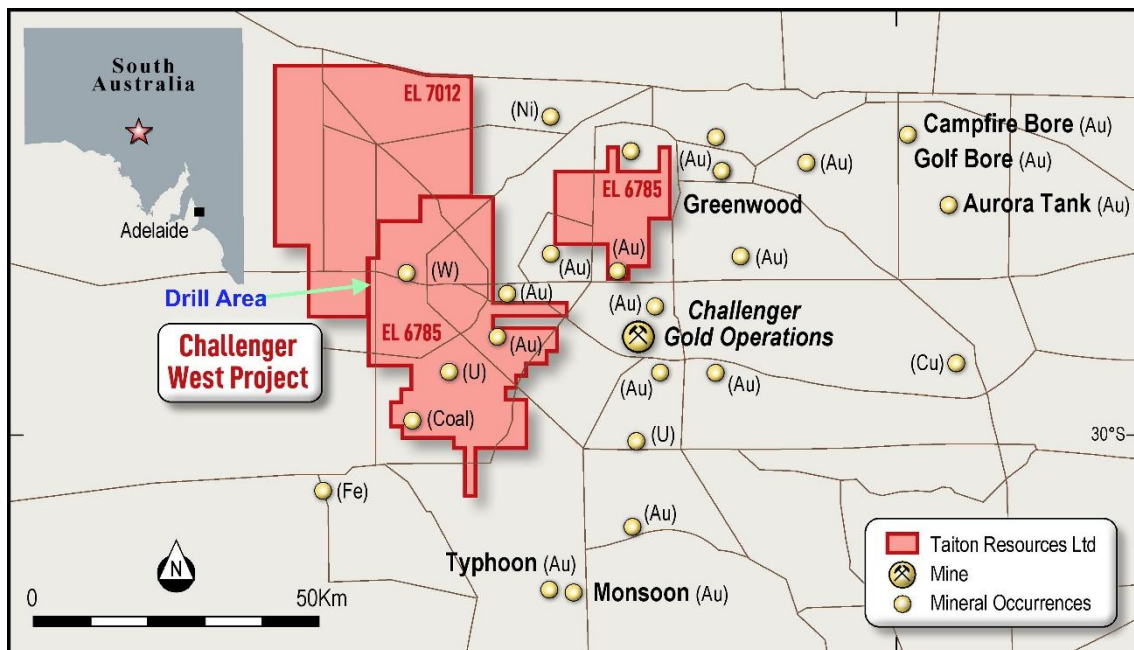 South
Australia
Adelaide
EL 7012
(Ni)
(Au)
(Au)
Campfire Bore (Au)
Golf Bore (Au)
EL 6785
Greenwood
Aurora Tank (Au)
(W)
(Au)
(Au)
(Au)
Drill Area
(Au)
(Au)
Challenger
Gold Operations
Challenger
West Project
EL 6785
(Au)
(U)
(Au)
(Au)
(Cu)
(Coal)
(U)
30°S
(Fe)
(Au)
Typhoon (Au)
Monsoon (Au)
N
0 50Km
Taiton Resources Ltd
Mine
Mineral Occurrences